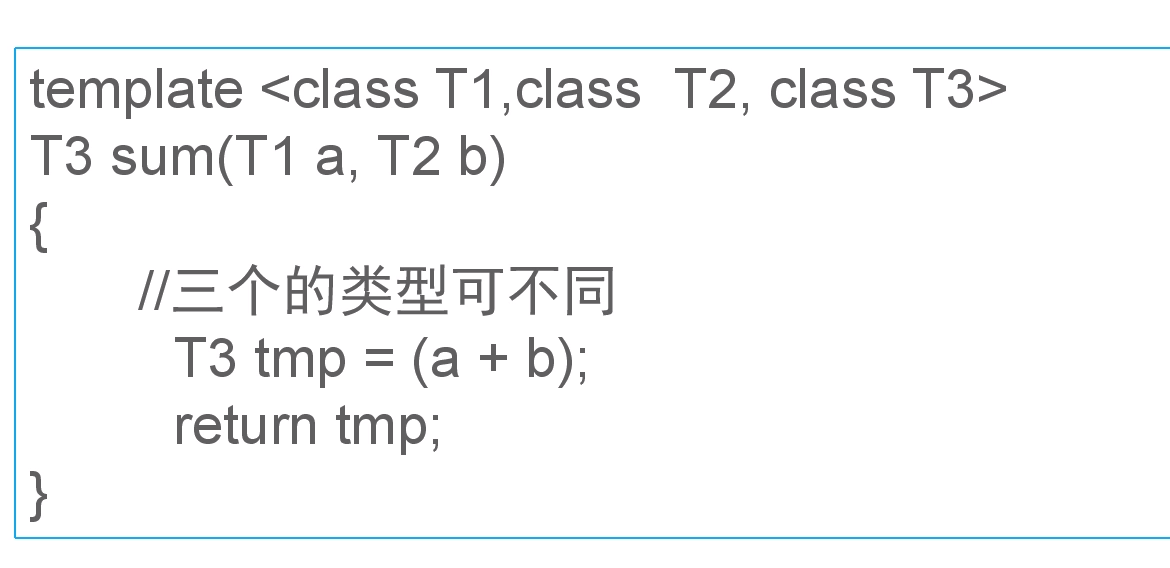 template <class T1,class  T2, class T3>
T3 sum(T1 a, T2 b)
{
//三个的类型可不同
T3 tmp = (a + b);
return tmp;
}